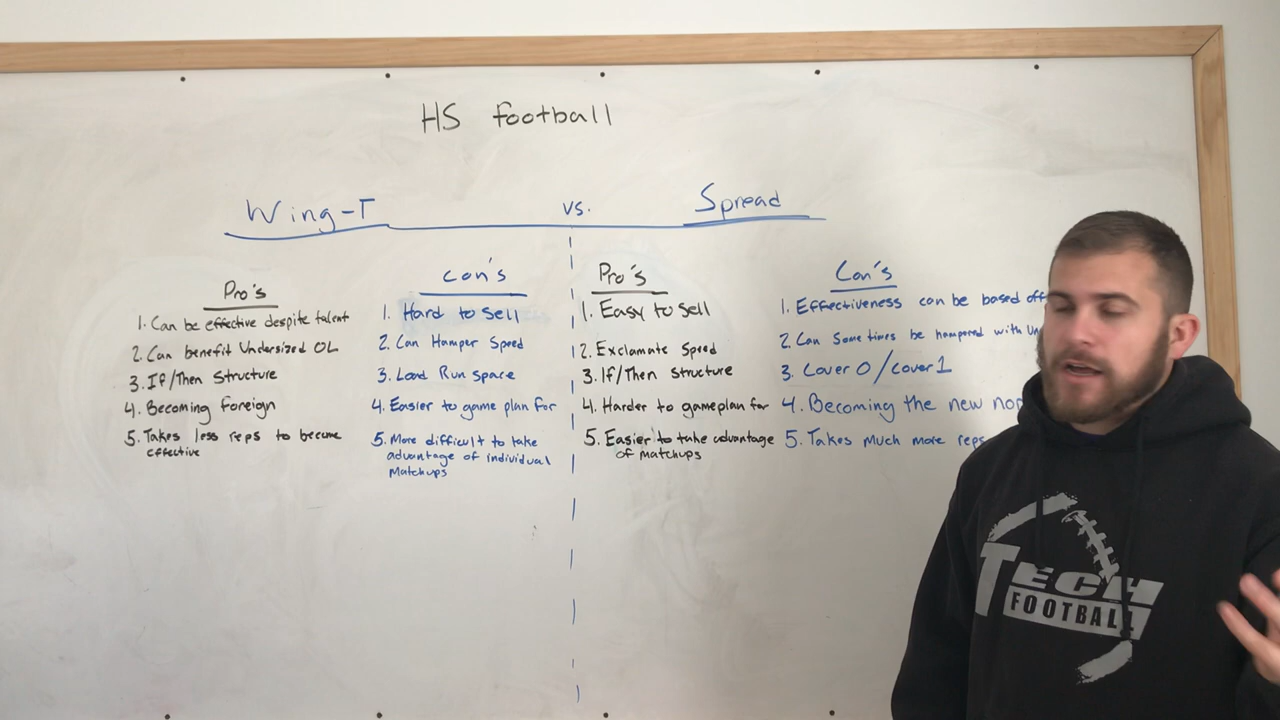 HS football
Wing-T vs. Spread
Pro's
1. Can be effective despite talent
2. Can benefit Undersized OL
3. If/Then Structure
4. Becoming foreign
5. Takes less reps to become
effective
Con's
1. Hard to sell
2. Can Hamper Speed
3. Load Run space
4. Easier to game plan for
5. More difficult to take
advantage of individual
Matchups
Pro's
1. Easy to sell
2. Exclamate Speed
3. If/Then Structure
4. Harder to gameplan for
5. Easier to take advantage
of matchups
Con's
1. Effectiveness can be based off
2. Can Some times be hampered with
3. Cover 0/Cover 1
4. Becoming the new
5. Takes much more reps
TECH
FOOTBALL